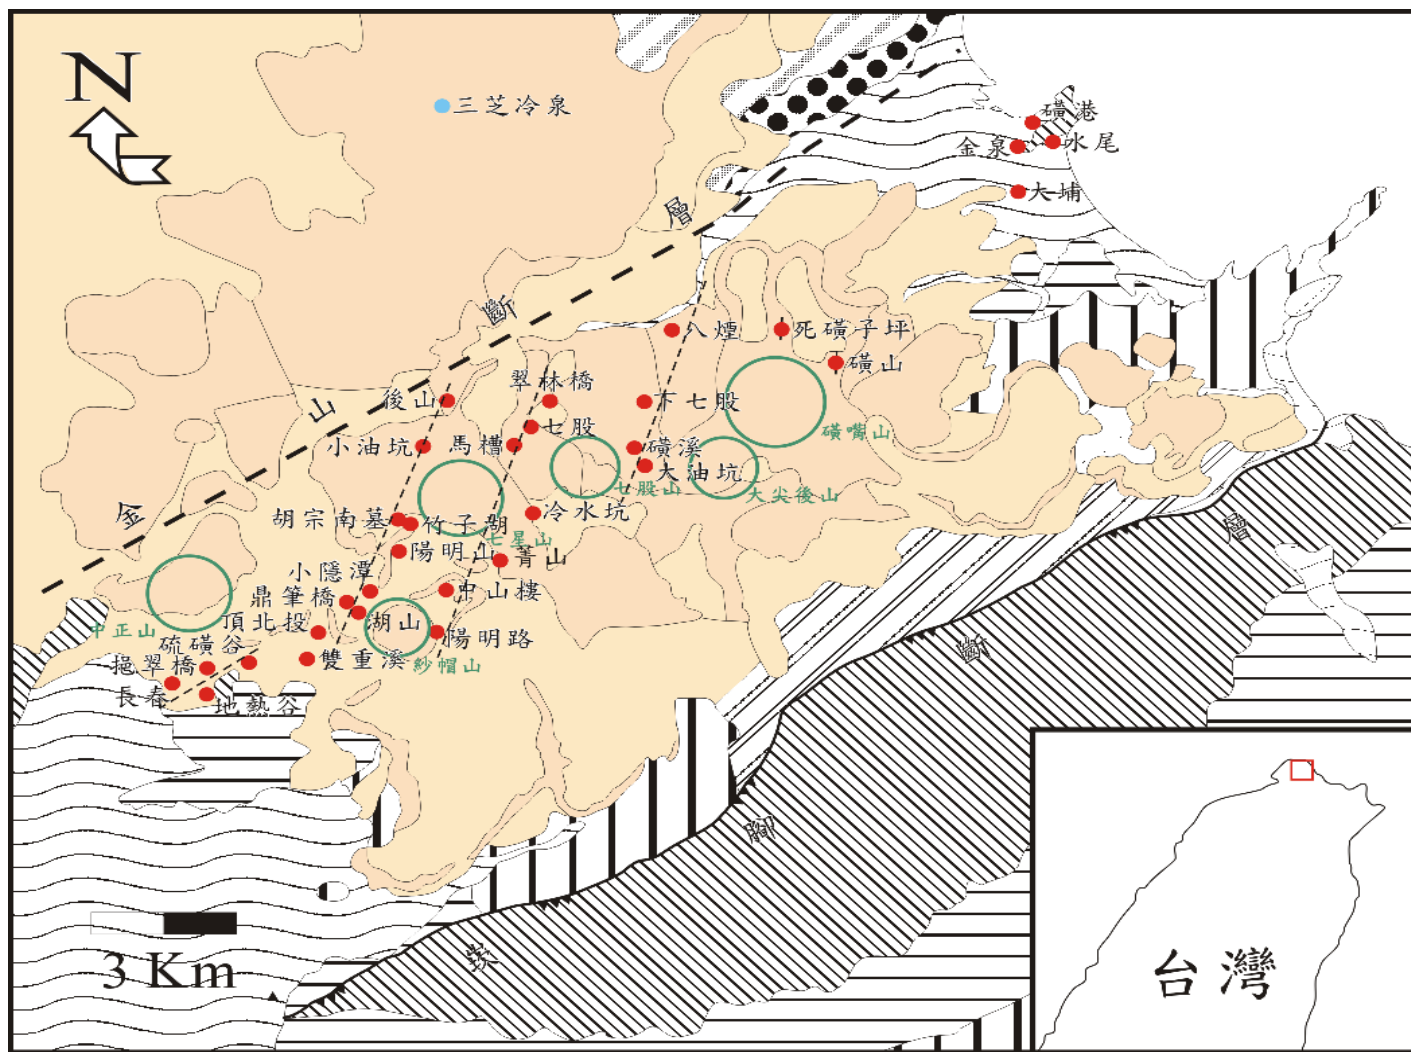 N
三芝冷泉
磺港
金泉
水尾
大埔
金山斷層
八煙
死磺子坪
磺山
翠林橋
後山
下七股
七股
磺嘴山
小油坑
馬槽
磺溪
大油坑
七股山
大尖後山
胡宗南墓
竹子湖
冷水坑
七星山
陽明山
菁山
小隱潭
中山樓
鼎筆橋
湖山
頂北投
中正山
陽明路
硫磺谷
雙重溪
紗帽山
挹翠橋
長春
地熱谷
崁腳斷層
3 Km
台灣